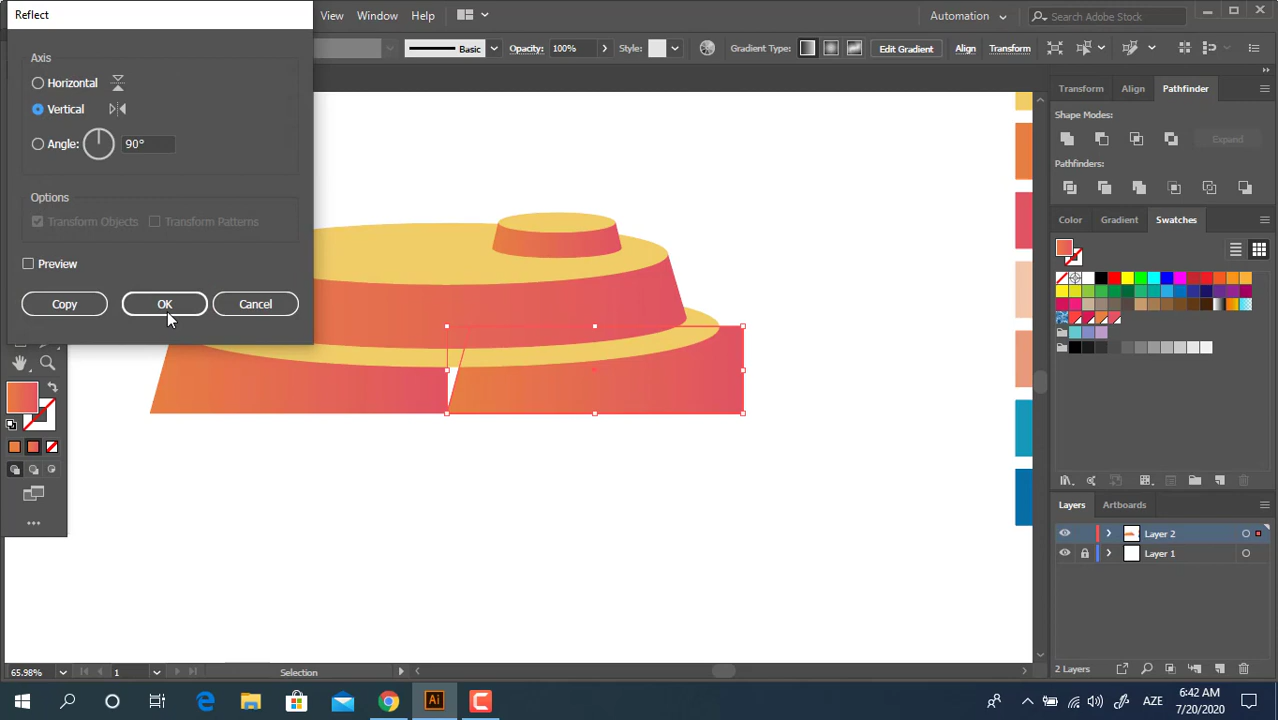 Reflect
View Window Help
Automation
Search Adobe Stock
Basic
Opacity: 100%
Style:
Gradient Type:
Edit Gradient
Align
Transform
Axis
Horizontal
Vertical
Angle: 90°
Options
Transform Objects
Transform Patterns
Preview
Copy
OK
Cancel
Transform
Align
Pathfinder
Shape Modes:
Expand
Pathfinders:
Color
Gradient
Swatches
Layers
Artboards
Layer 2
Layer 1
2 Layers
65.98%
1
Selection
Ai
AZE
6:42 AM
7/20/2020